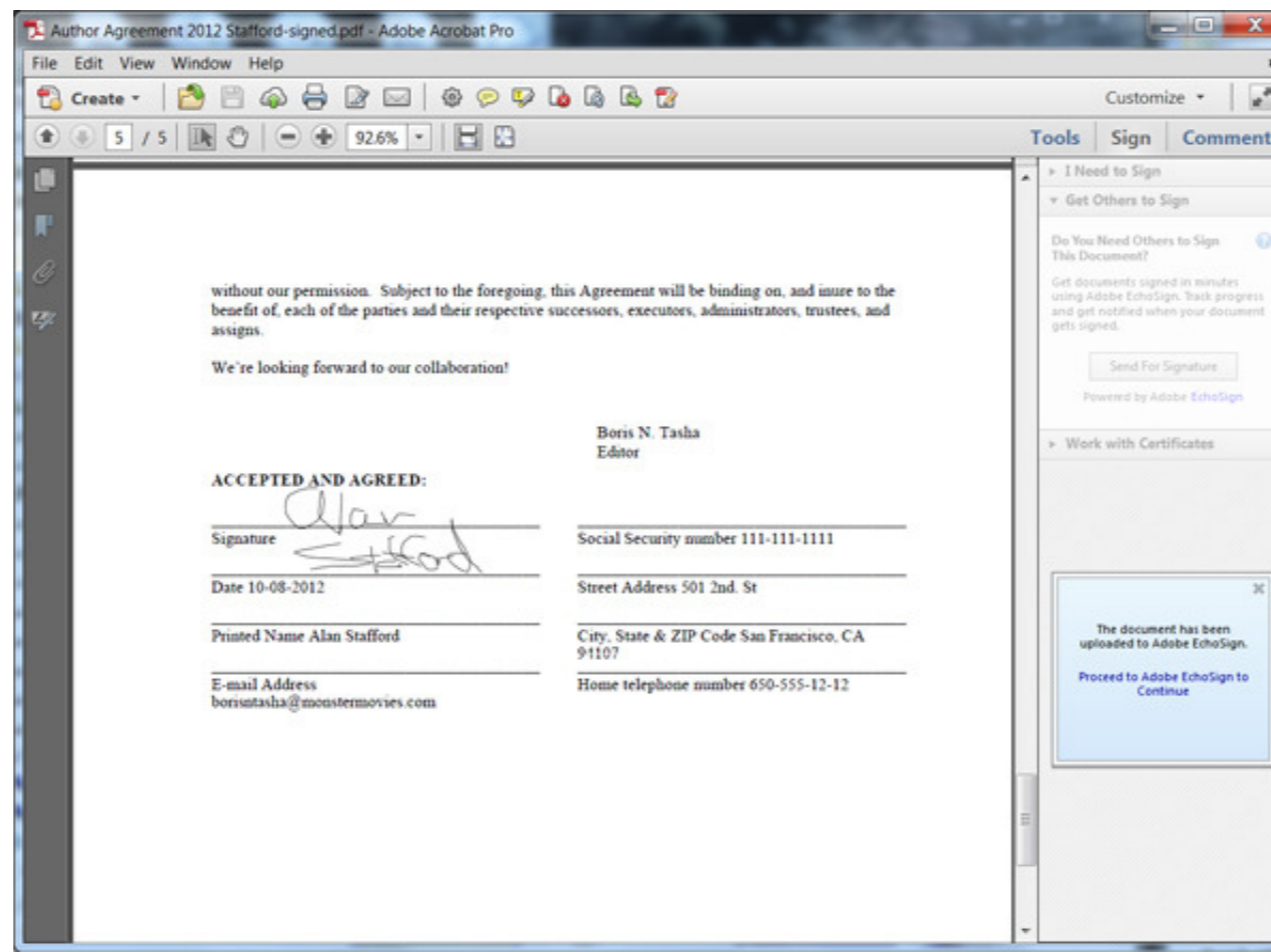 Author Agreement 2012 Stafford-signed.pdf - Adobe Acrobat Pro
File Edit View Window Help
Create Customize
5 / 5 92.6% Tools Sign Comment
I Need to Sign
Get Others to Sign
Do You Need Others to Sign
This Document?
Get documents signed in minutes
using Adobe EchoSign. Track progress
and get notified when your document
gets signed.
Send For Signature
Powered by Adobe EchoSign
Work with Certificates
without our permission. Subject to the foregoing, this Agreement will be binding on, and inure to the
benefit of, each of the parties and their respective successors, executors, administrators, trustees, and
assigns.
We're looking forward to our collaboration!
Boris N. Tasha
Editor
ACCEPTED AND AGREED:
Alan
Stafford
Signature
Social Security number 111-111-1111
Date 10-08-2012
Street Address 501 2nd. St
Printed Name Alan Stafford
City, State & ZIP Code San Francisco, CA
94107
E-mail Address
borisntasha@monstermovies.com
Home telephone number 650-555-12-12
The document has been
uploaded to Adobe EchoSign.
Proceed to Adobe EchoSign to
Continue